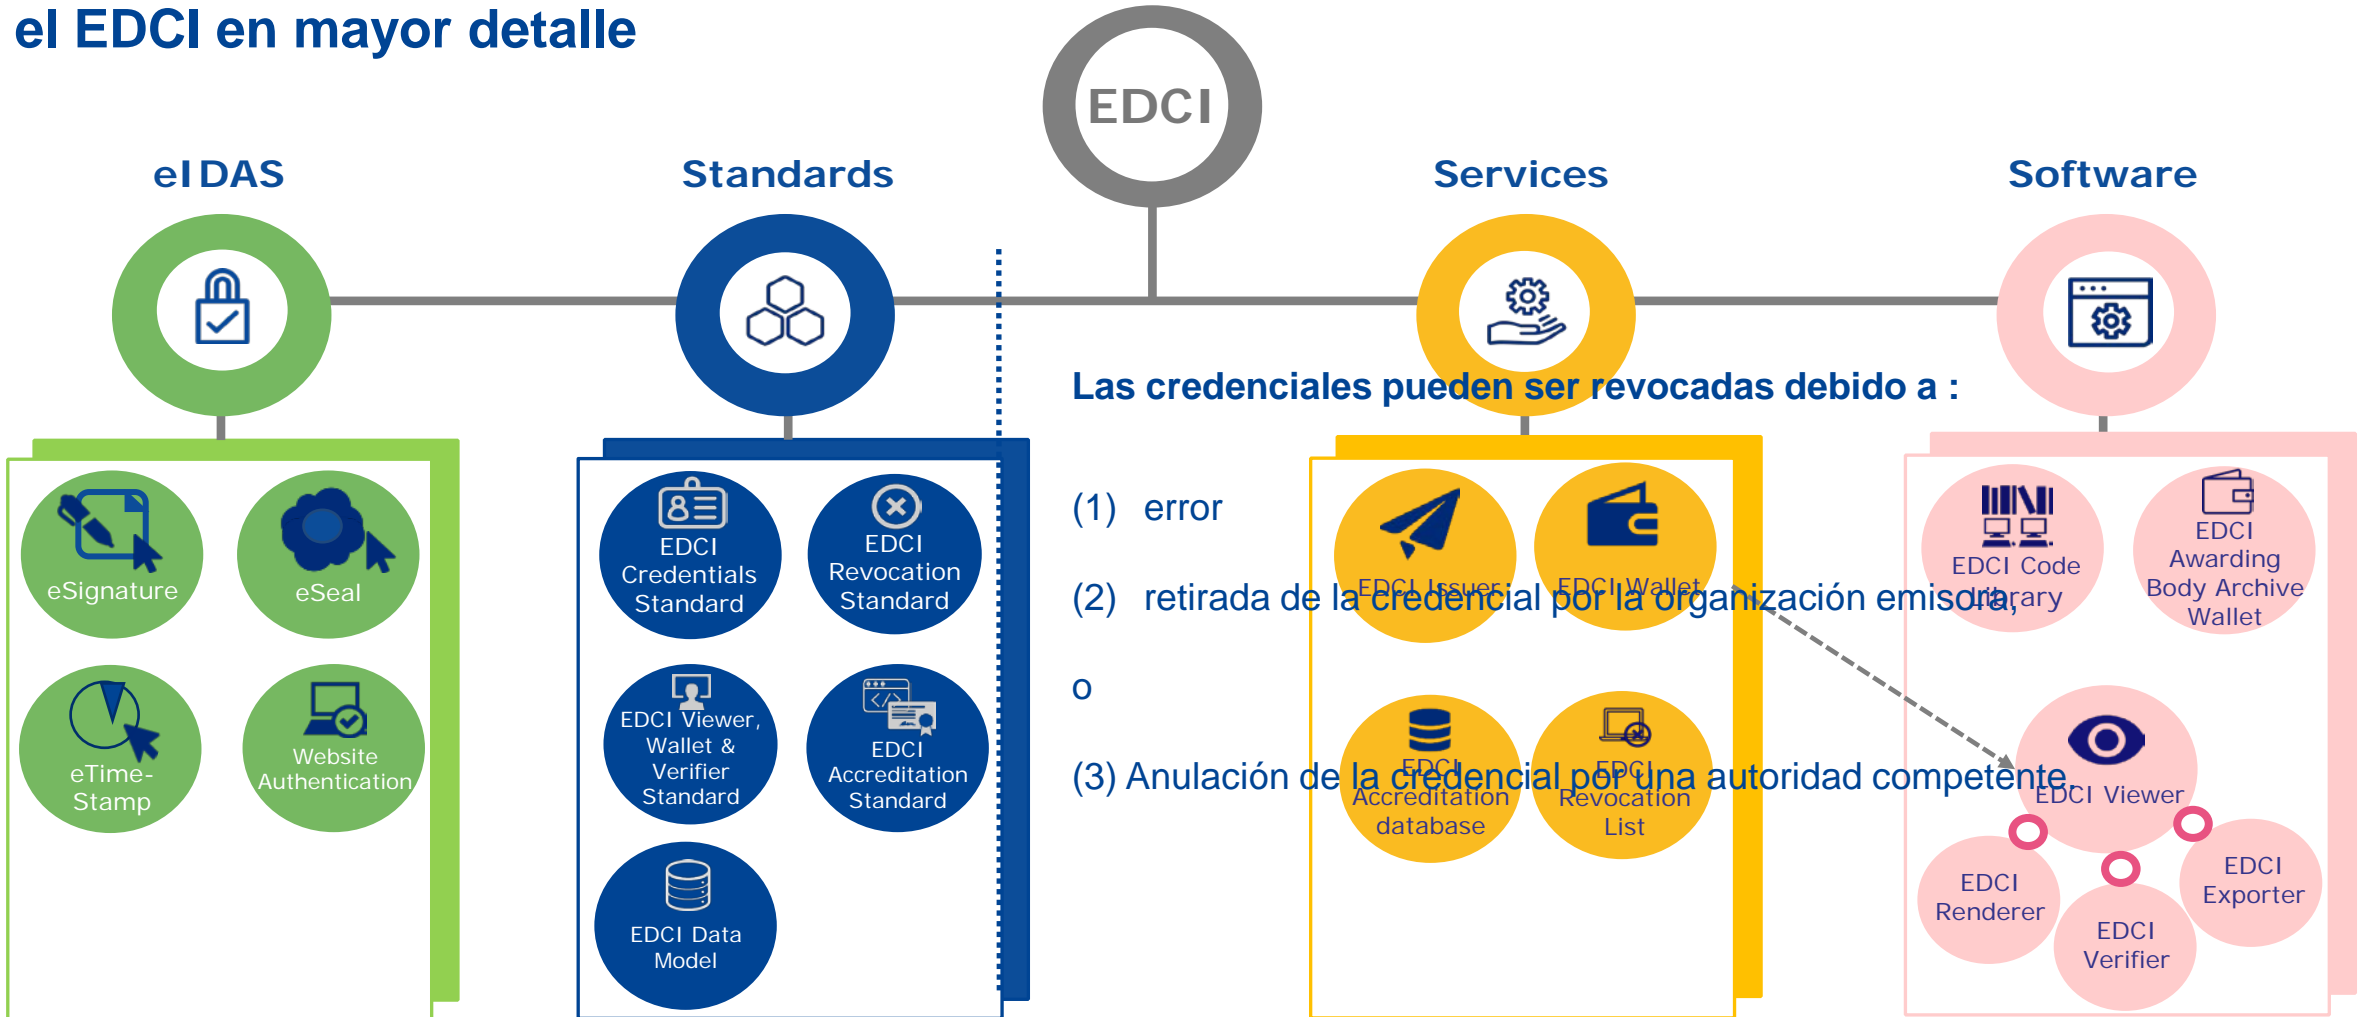 el EDCI en mayor detalle
EDCI
eIDAS
Standards
Services
Software
Las credenciales pueden ser revocadas debido a :
(1) error
(2) retirada de la credencial por la organización emisora,
o
(3) Anulación de la credencial por una autoridad competente.
eSignature
eSeal
eTime-
Stamp
Website
Authentication
EDCI
Credentials
Standard
EDCI
Revocation
Standard
EDCI Viewer,
Wallet &
Verifier
Standard
EDCI
Accreditation
Standard
EDCI Data
Model
EDCI Issuer
EDCI Wallet
EDCI
Accreditation
database
EDCI
Revocation
List
EDCI Code
Library
EDCI
Awarding
Body Archive
Wallet
EDCI Viewer
EDCI
Renderer
EDCI
Verifier
EDCI
Exporter